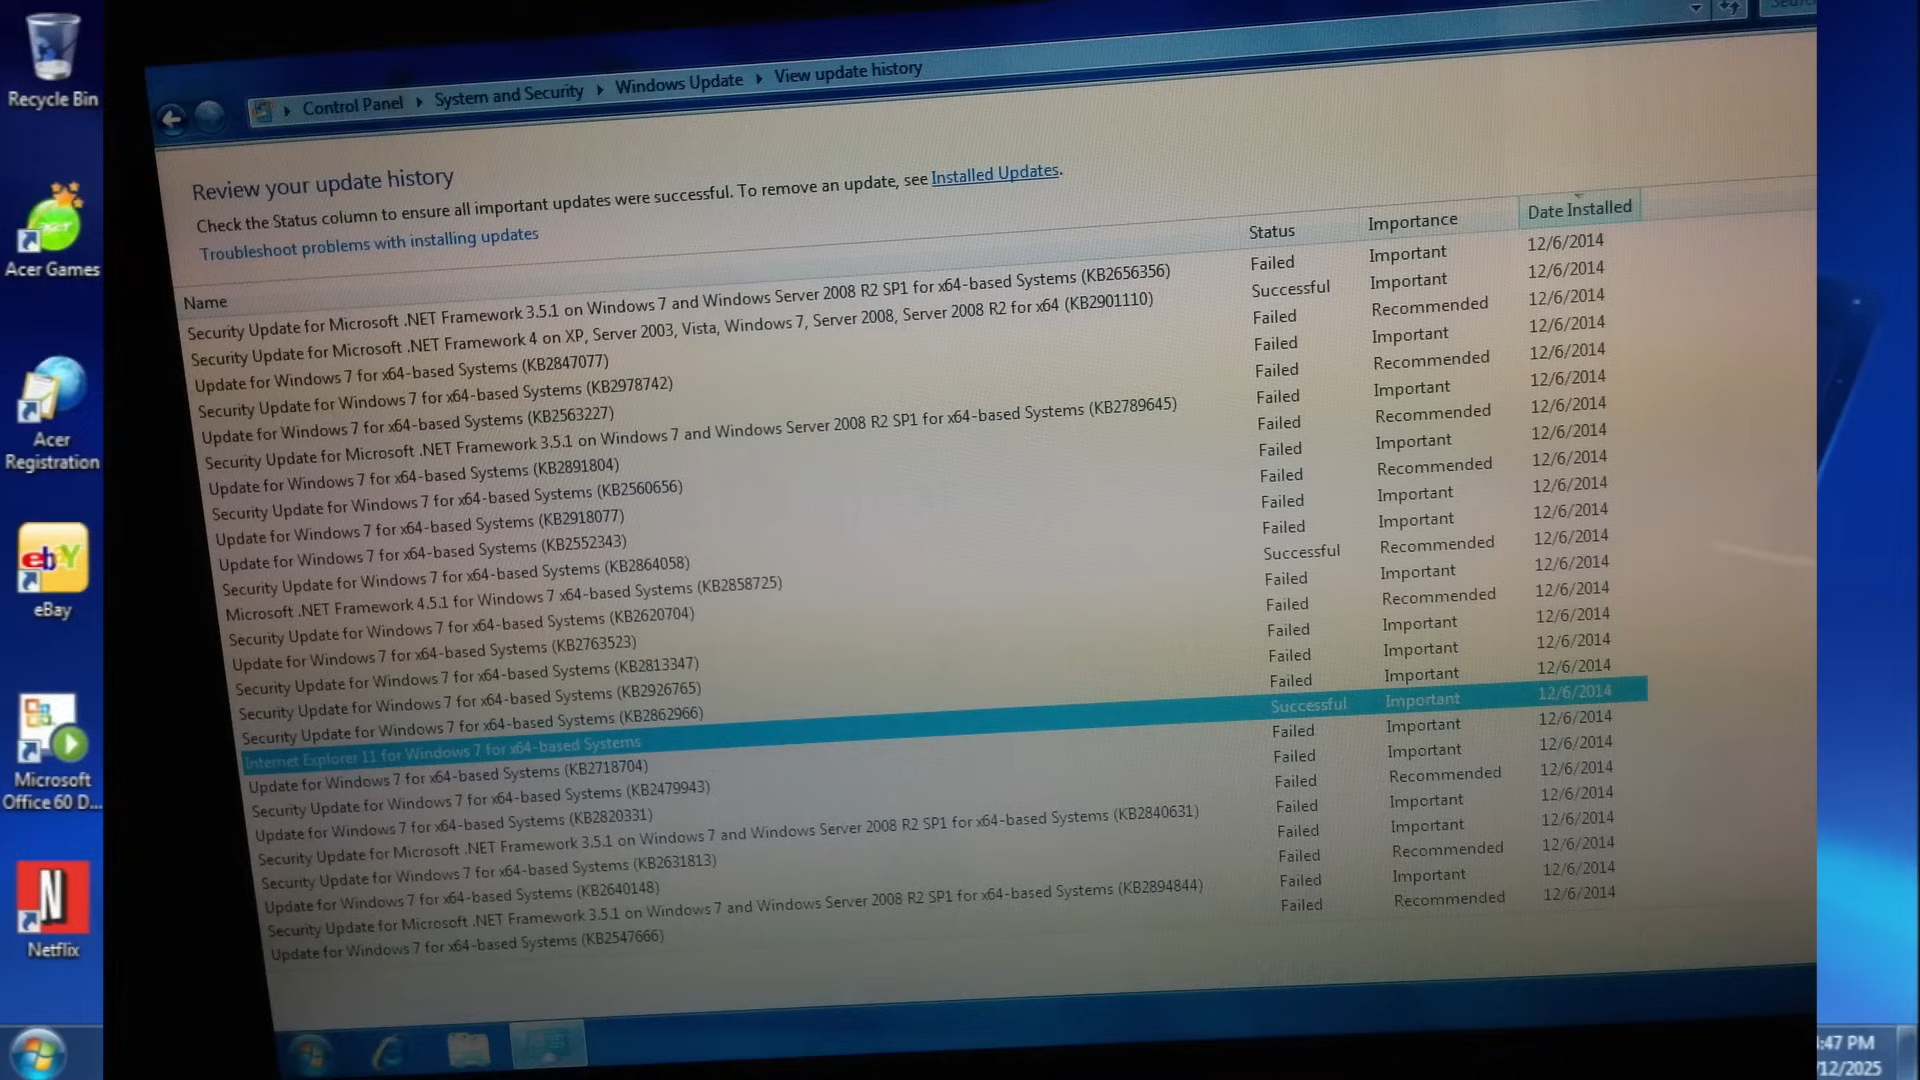 Recycle Bin
Acer Games
Acer
Registration
ebY
eBay
Microsoft
Office 60 D...
N
Netflix
Control Panel System and Security Windows Update View update history
Review your update history
Check the Status column to ensure all important updates were successful. To remove an update, see Installed Updates.
Troubleshoot problems with installing updates
Name Status Importance Date Installed
Security Update for Microsoft .NET Framework 3.5.1 on Windows 7 and Windows Server 2008 R2 SP1 for x64-based Systems (KB2656356) Failed Important 12/6/2014
Security Update for Microsoft .NET Framework 4 on XP, Server 2003, Vista, Windows 7, Server 2008, Server 2008 R2 for x64 (KB2901110) Successful Important 12/6/2014
Update for Windows 7 for x64-based Systems (KB2847077) Failed Recommended 12/6/2014
Security Update for Windows 7 for x64-based Systems (KB2978742) Failed Important 12/6/2014
Update for Windows 7 for x64-based Systems (KB2563227) Failed Recommended 12/6/2014
Security Update for Microsoft .NET Framework 3.5.1 on Windows 7 and Windows Server 2008 R2 SP1 for x64-based Systems (KB2789645) Failed Important 12/6/2014
Update for Windows 7 for x64-based Systems (KB2891804) Failed Recommended 12/6/2014
Security Update for Windows 7 for x64-based Systems (KB2560656) Failed Important 12/6/2014
Update for Windows 7 for x64-based Systems (KB2918077) Failed Recommended 12/6/2014
Update for Windows 7 for x64-based Systems (KB2552343) Failed Important 12/6/2014
Security Update for Windows 7 for x64-based Systems (KB2864058) Failed Important 12/6/2014
Microsoft .NET Framework 4.5.1 for Windows 7 x64-based Systems (KB2858725) Successful Recommended 12/6/2014
Security Update for Windows 7 for x64-based Systems (KB2620704) Failed Important 12/6/2014
Update for Windows 7 for x64-based Systems (KB2763523) Failed Recommended 12/6/2014
Security Update for Windows 7 for x64-based Systems (KB2813347) Failed Important 12/6/2014
Security Update for Windows 7 for x64-based Systems (KB2926765) Failed Important 12/6/2014
Security Update for Windows 7 for x64-based Systems (KB2862966) Failed Important 12/6/2014
Internet Explorer 11 for Windows 7 for x64-based Systems Successful Important 12/6/2014
Update for Windows 7 for x64-based Systems (KB2718704) Failed Important 12/6/2014
Security Update for Windows 7 for x64-based Systems (KB2479943) Failed Important 12/6/2014
Update for Windows 7 for x64-based Systems (KB2820331) Failed Recommended 12/6/2014
Security Update for Microsoft .NET Framework 3.5.1 on Windows 7 and Windows Server 2008 R2 SP1 for x64-based Systems (KB2840631) Failed Important 12/6/2014
Security Update for Windows 7 for x64-based Systems (KB2631813) Failed Important 12/6/2014
Update for Windows 7 for x64-based Systems (KB2640148) Failed Recommended 12/6/2014
Security Update for Microsoft .NET Framework 3.5.1 on Windows 7 and Windows Server 2008 R2 SP1 for x64-based Systems (KB2894844) Failed Important 12/6/2014
Update for Windows 7 for x64-based Systems (KB2547666) Failed Recommended 12/6/2014
:47 PM
/12/2025